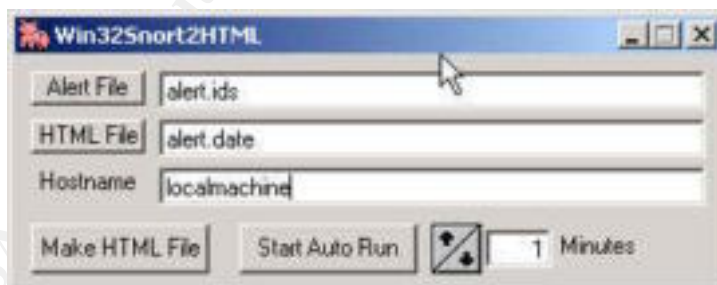 Win32Snort2HTML
Alert File alert.ids
HTML File alert.date
Hostname localmachine
Make HTML File Start Auto Run 1 Minutes